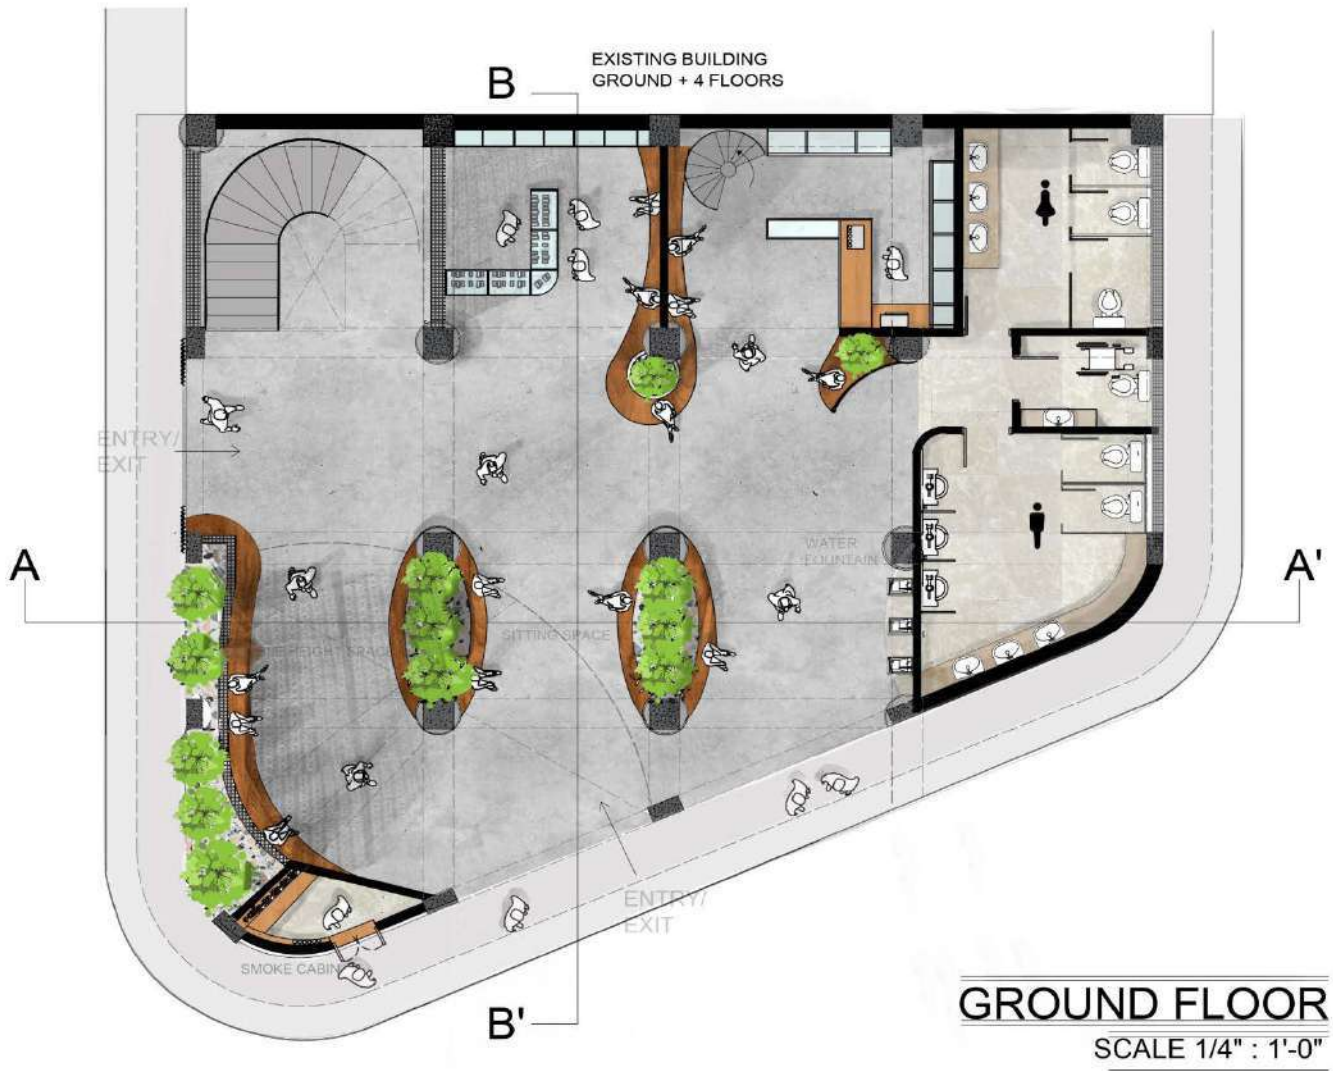 EXISTING BUILDING
GROUND + 4 FLOORS
B
ENTRY/
EXIT
WATER
FOUNTAIN
A
A'
SITTING SPACE
ENTRY/
EXIT
SMOKE CABIN
B'
GROUND FLOOR
SCALE 1/4" : 1'-0"